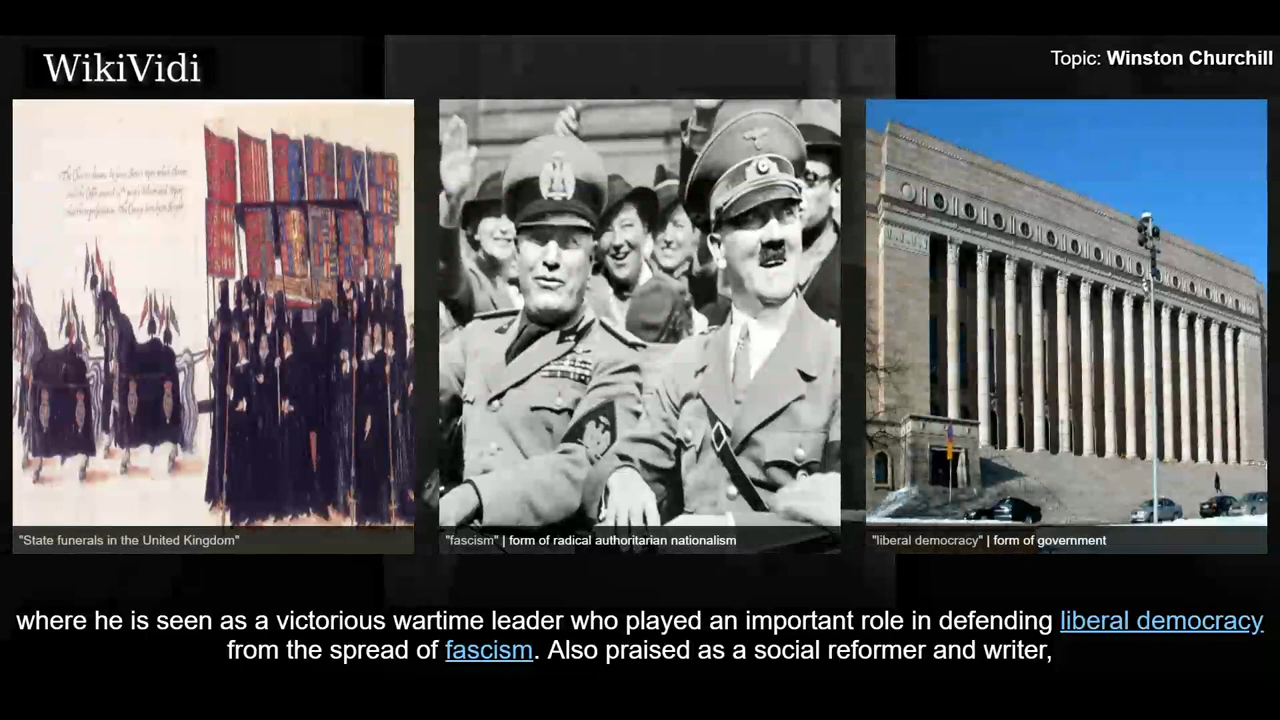 WikiVidi
Topic: Winston Churchill
"State funerals in the United Kingdom"
"fascism" | form of radical authoritarian nationalism
"liberal democracy" | form of government
where he is seen as a victorious wartime leader who played an important role in defending liberal democracy
from the spread of fascism. Also praised as a social reformer and writer,